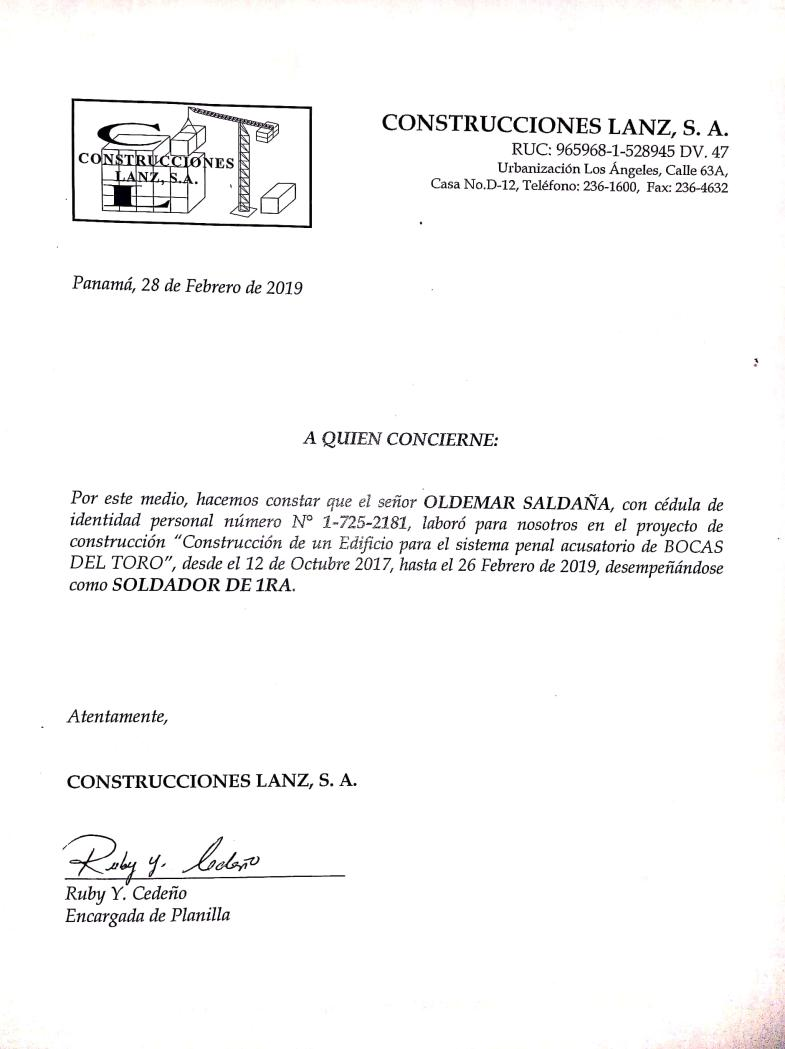 C
CONSTRUCCIONES
LANZ, S.A.
L
CONSTRUCCIONES LANZ, S. A.
RUC: 965968-1-528945 DV. 47
Urbanización Los Ángeles, Calle 63A,
Casa No.D-12, Teléfono: 236-1600, Fax: 236-4632
Panamá, 28 de Febrero de 2019
A QUIEN CONCIERNE:
Por este medio, hacemos constar que el señor OLDEMAR SALDAÑA, con cédula de
identidad personal número N° 1-725-2181, laboró para nosotros en el proyecto de
construcción "Construcción de un Edificio para el sistema penal acusatorio de BOCAS
DEL TORO", desde el 12 de Octubre 2017, hasta el 26 Febrero de 2019, desempeñándose
como SOLDADOR DE 1RA.
Atentamente,
CONSTRUCCIONES LANZ, S. A.
Ruby Y. Cedeño
Ruby Y. Cedeño
Encargada de Planilla